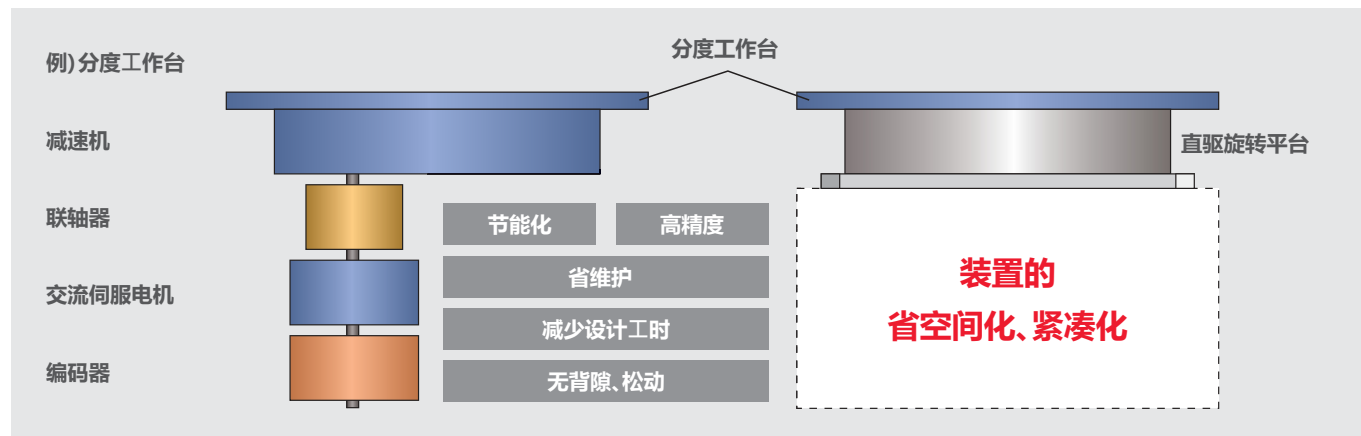 例)分度工作台
分度工作台
减速机
直驱旋转平台
联轴器
节能化
高精度
省维护
装置的
省空间化、紧凑化
交流伺服电机
减少设计工时
编码器
无背隙、松动